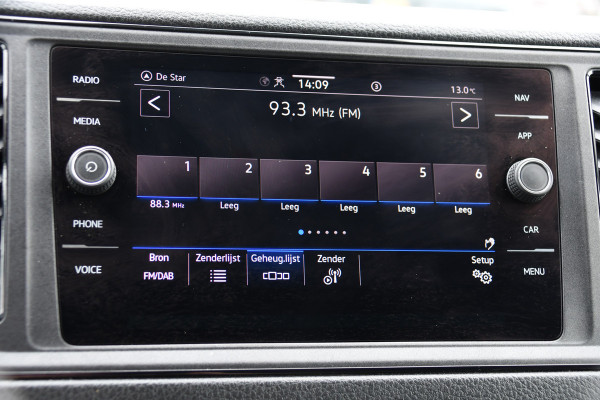 RADIO
MEDIA
PHONE
VOICE
De Star
14:09
3
13.0°C
93.3 MHz (FM)
1 2 3 4 5 6
88.3 MHz Leeg Leeg Leeg Leeg Leeg
Bron Zenderlijst Geheug.lijst Zender Setup
FM/DAB
NAV
APP
CAR
MENU